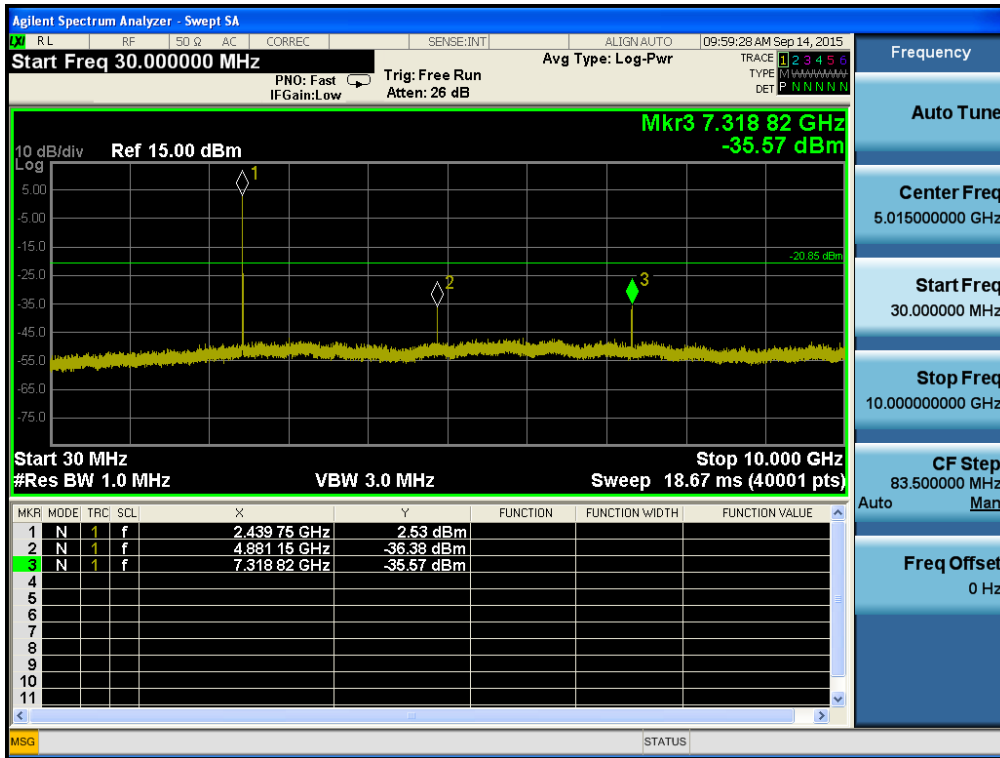 Agilent Spectrum Analyzer - Swept SA
LXI RL RF 50 Ω AC CORREC SENSE:INT ALIGN AUTO 09:59:28 AM Sep 14, 2015
Start Freq 30.000000 MHz
PNO: Fast
IFGain:Low
Trig: Free Run
Atten: 26 dB
Avg Type: Log-Pwr
TRACE 1 2 3 4 5 6
TYPE M
DET P N N N N N
Mkr3 7.318 82 GHz
-35.57 dBm
10 dB/div Ref 15.00 dBm
Log
5.00
-5.00
-15.0
-25.0
-35.0
-45.0
-55.0
-65.0
-75.0
1
2
3
-20.85 dBm
Start 30 MHz Stop 10.000 GHz
#Res BW 1.0 MHz VBW 3.0 MHz Sweep 18.67 ms (40001 pts)
MKR MODE TRC SCL X Y FUNCTION FUNCTION WIDTH FUNCTION VALUE
1 N 1 f 2.439 75 GHz 2.53 dBm
2 N 1 f 4.881 15 GHz -36.38 dBm
3 N 1 f 7.318 82 GHz -35.57 dBm
4
5
6
7
8
9
10
11
MSG STATUS
Frequency
Auto Tune
Center Freq
5.015000000 GHz
Start Freq
30.000000 MHz
Stop Freq
10.000000000 GHz
CF Step
83.500000 MHz
Auto Man
Freq Offset
0 Hz